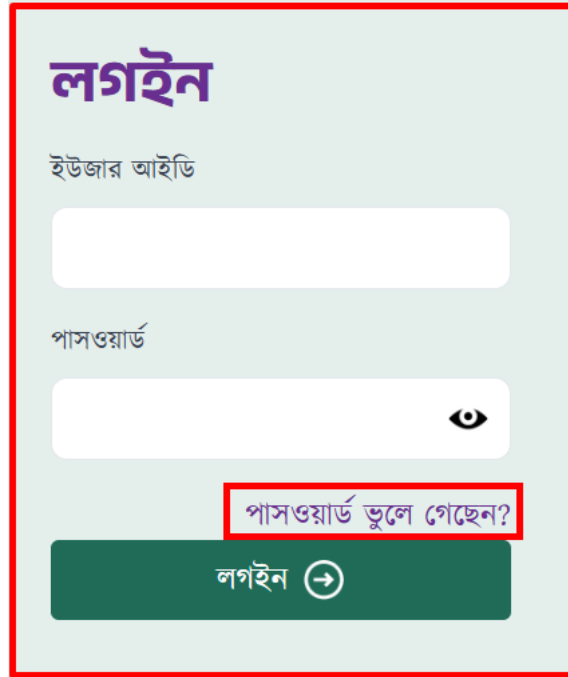 লগইন
ইউজার আইডি
পাসওয়ার্ড
পাসওয়ার্ড ভুলে গেছেন?
লগইন